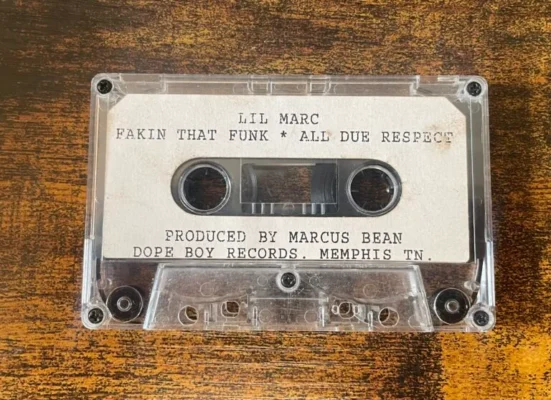 LIL MARC
FAKIN THAT FUNK * ALL DUE RESPECT
PRODUCED BY MARCUS BEAN
DOPE BOY RECORDS. MEMPHIS TN.